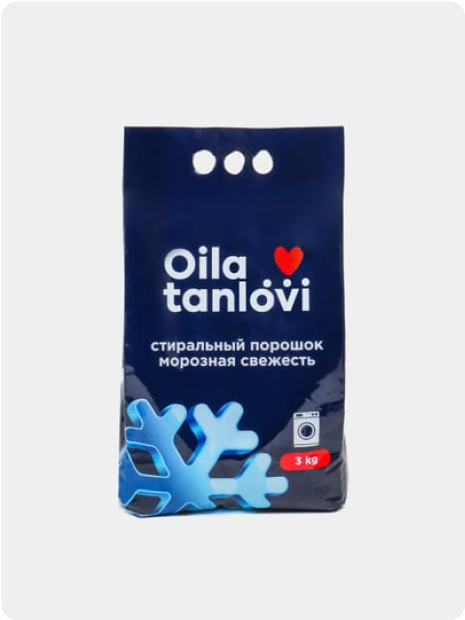 Oila
tanlovi
стиральный порошок
морозная свежесть
3 kg